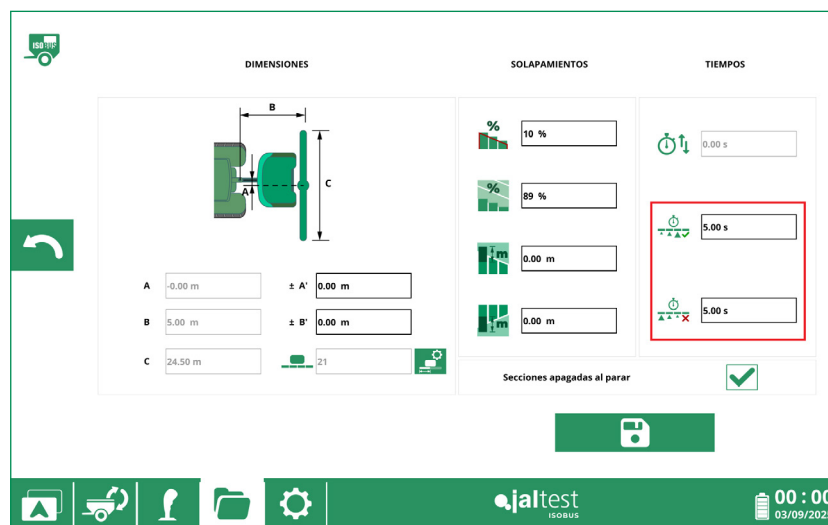 ISO
DIMENSIONES
SOLAPAMIENTOS
TIEMPOS
B
A
C
%
10 %
0.00 s
%
89 %
5.00 s
m
0.00 m
A
-0.00 m
± A'
0.00 m
B
5.00 m
± B'
0.00 m
m
0.00 m
5.00 s
C
24.50 m
21
Secciones apagadas al parar
jaltest
ISOBUS
00 : 00
03/09/202